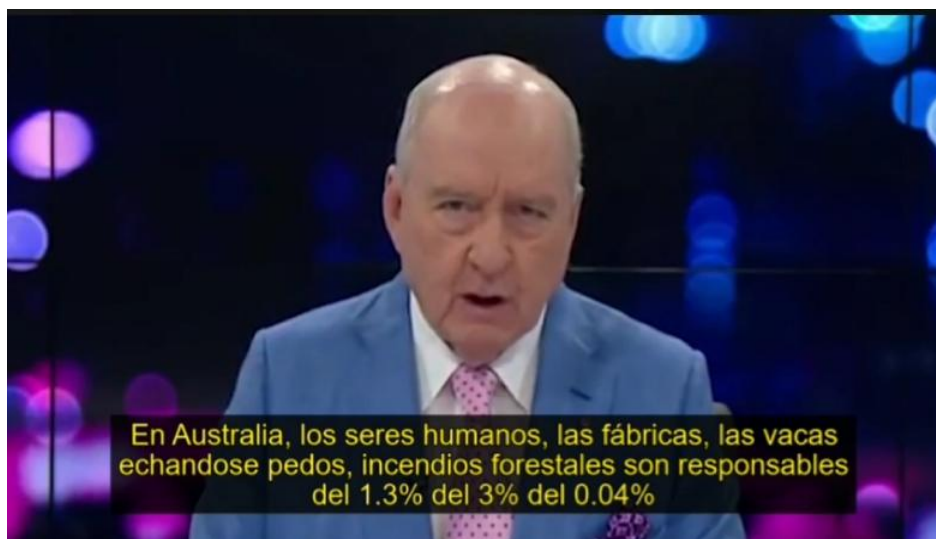 En Australia, los seres humanos, las fábricas, las vacas
echandose pedos, incendios forestales son responsables
del 1.3% del 3% del 0.04%